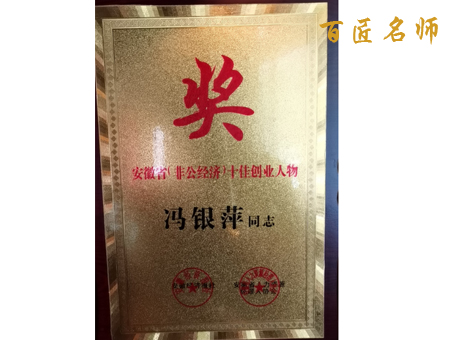 百匠名师
奖
安徽省(非公经济)十佳创业人物
冯银萍同志